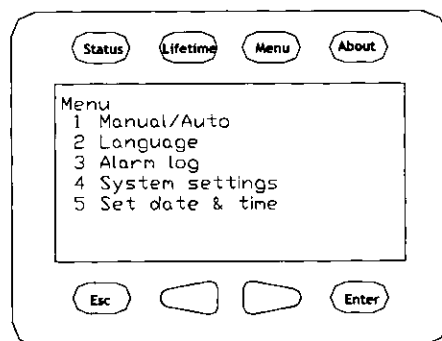 Status Lifetime Menu About
Menu
1 Manual/Auto
2 Language
3 Alarm log
4 System settings
5 Set date & time
Esc Enter